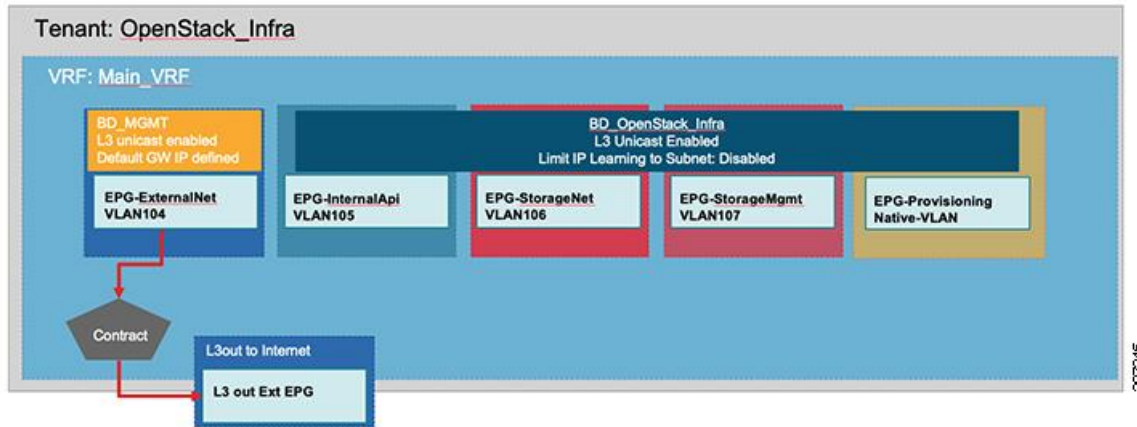 Tenant: OpenStack_Infra
VRF: Main_VRF
BD_MGMT
L3 unicast enabled
Default GW IP defined
BD_OpenStack_Infra
L3 Unicast Enabled
Limit IP Learning to Subnet: Disabled
EPG-ExternalNet
VLAN104
EPG-InternalApi
VLAN105
EPG-StorageNet
VLAN106
EPG-StorageMgmt
VLAN107
EPG-Provisioning
Native-VLAN
Contract
L3out to Internet
L3 out Ext EPG